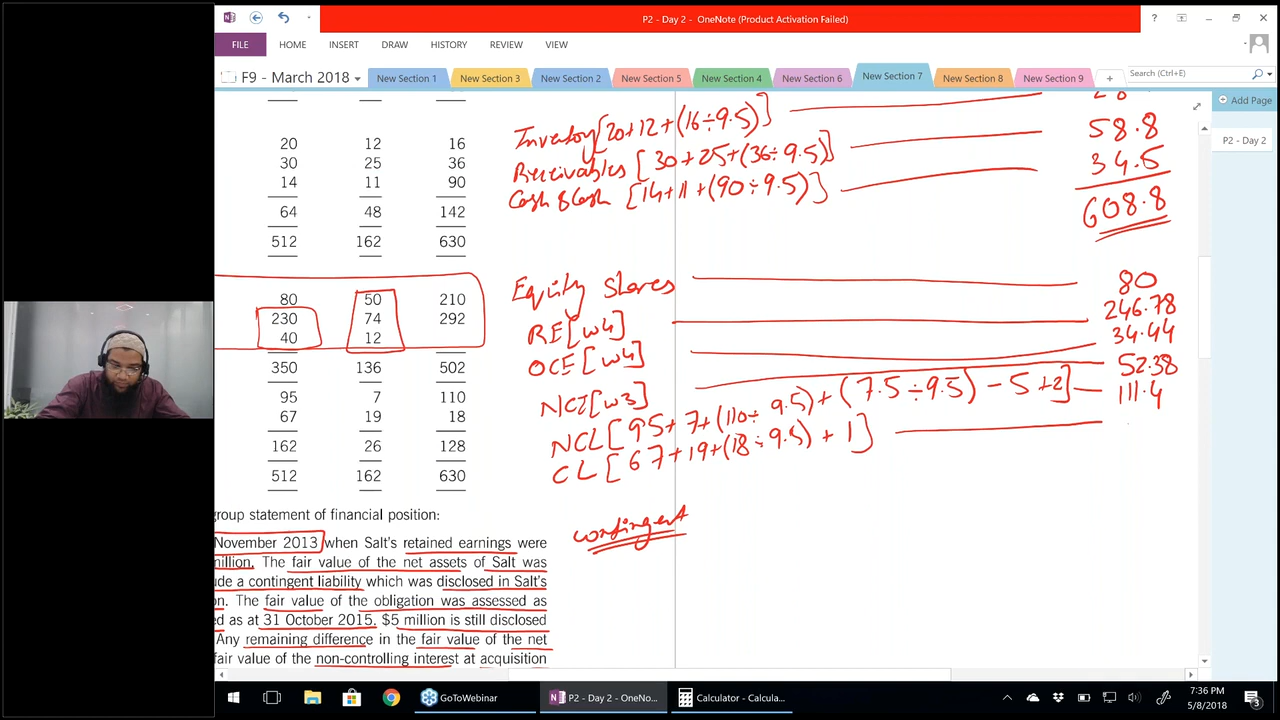 P2 - Day 2 - OneNote (Product Activation Failed)
FILE HOME INSERT DRAW HISTORY REVIEW VIEW
F9 - March 2018 New Section 1 New Section 3 New Section 2 New Section 5 New Section 4 New Section 6 New Section 7 New Section 8 New Section 9 Search (Ctrl+E)
Add Page
P2 - Day 2
20 12 16 Inventory [20+12+(16÷9.5)] 58.8
30 25 36 Receivables [30+25+(36÷9.5)] 34.5
14 11 90 Cash & Cash [14+11+(90÷9.5)]
64 48 142 608.8
512 162 630
80 50 210 Equity Shares 80
230 74 292 RE [w4] 246.78
40 12 OCE [w4] 34.44
350 136 502 NCI [w3] 52.38
95 7 110 NCL [95+7+(110÷9.5)+(7.5÷9.5)-5+2] 111.4
67 19 18 CL [67+19+(18÷9.5)+1]
162 26 128
512 162 630
group statement of financial position:
November 2013 when Salt's retained earnings were
million. The fair value of the net assets of Salt was
ude a contingent liability which was disclosed in Salt's
on. The fair value of the obligation was assessed as
ed as at 31 October 2015. $5 million is still disclosed
Any remaining difference in the fair value of the net
fair value of the non-controlling interest at acquisition
contingent
GoToWebinar P2 - Day 2 - OneNo... Calculator - Calcula...
7:36 PM
5/8/2018
3